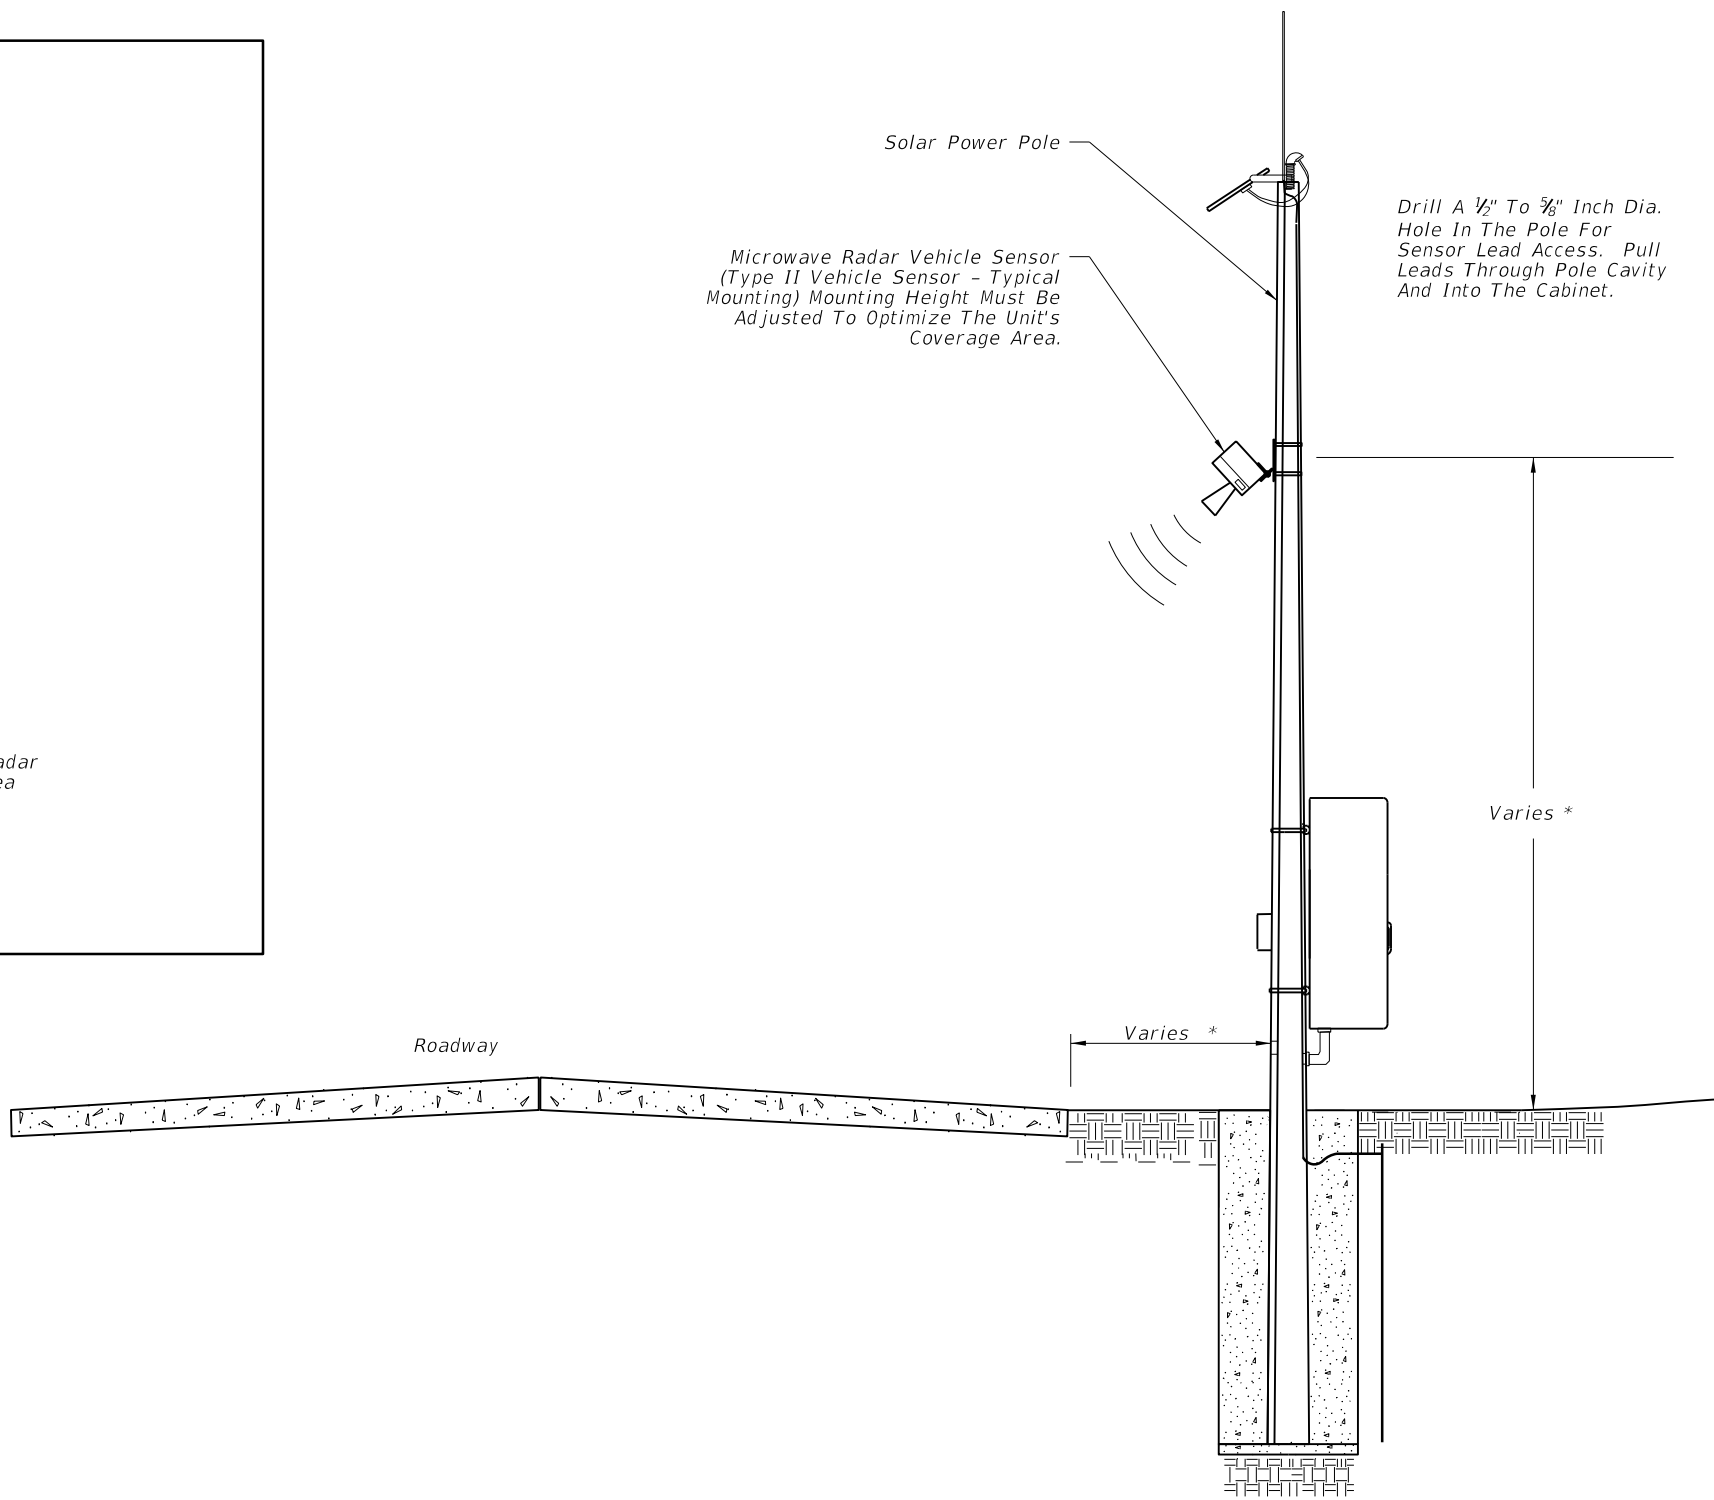 Solar Power Pole
Drill A 1/2" To 5/8" Inch Dia.
Hole In The Pole For
Sensor Lead Access. Pull
Leads Through Pole Cavity
And Into The Cabinet.
Microwave Radar Vehicle Sensor
(Type II Vehicle Sensor – Typical
Mounting) Mounting Height Must Be
Adjusted To Optimize The Unit's
Coverage Area.
adar
ea
Varies *
Varies *
Roadway